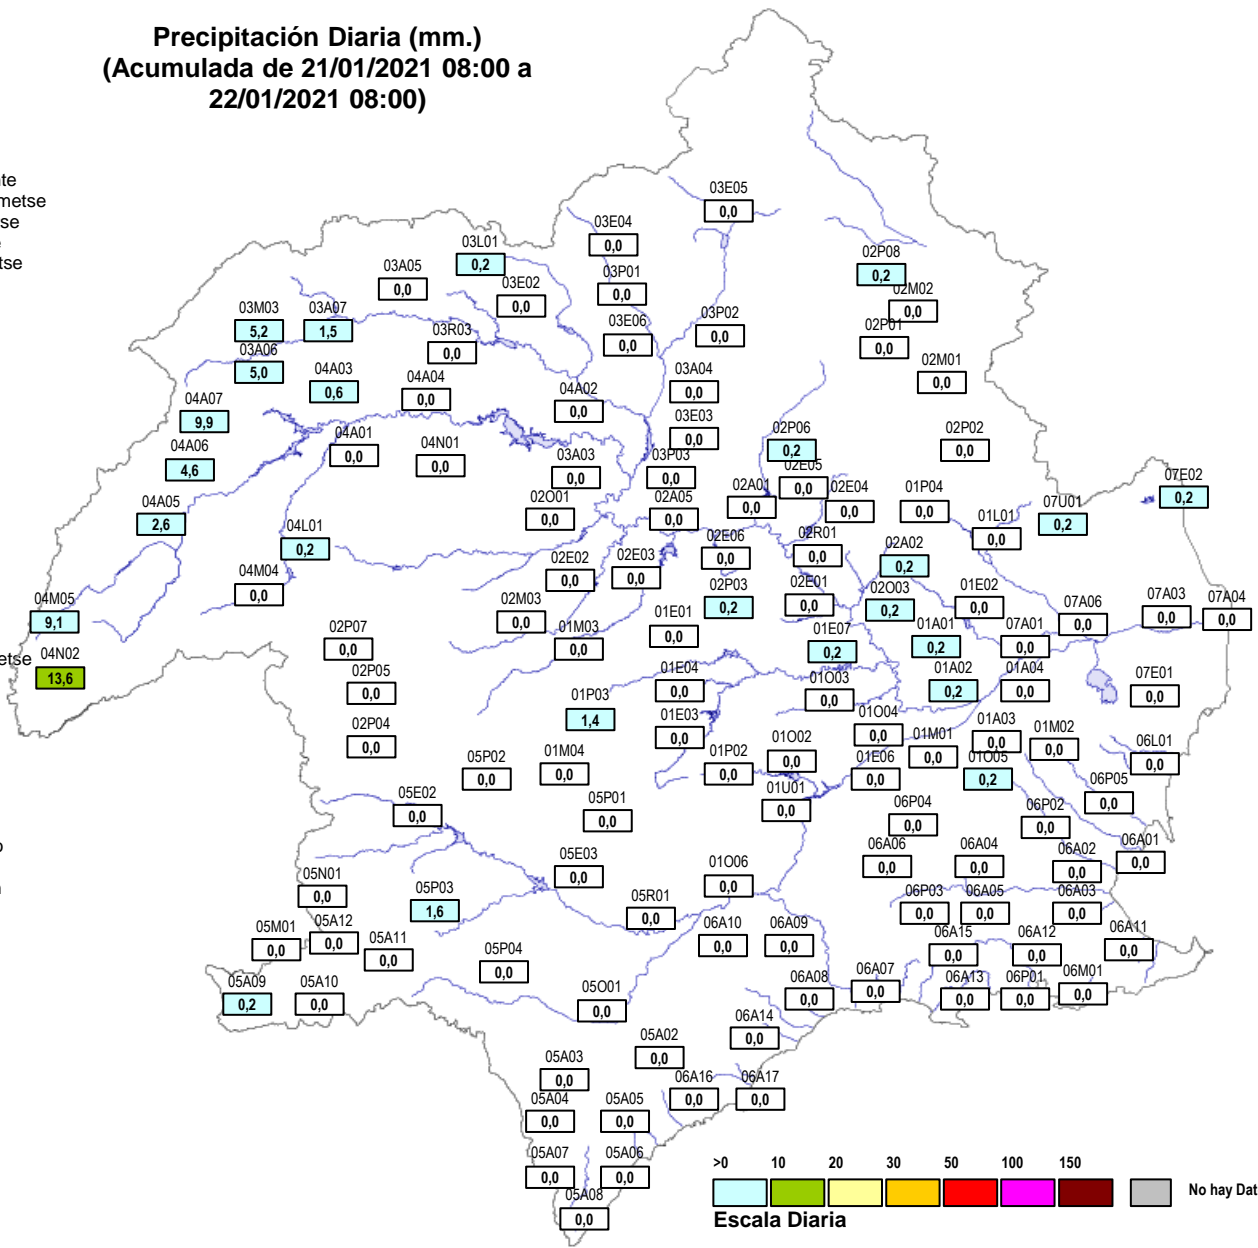 Precipitación Diaria (mm.)
(Acumulada de 21/01/2021 08:00 a
22/01/2021 08:00)
metse
se
tse
03E05
0,0
03E04
0,0
03L01
0,2
02P08
0,2
03A05
0,0
03P01
0,0
03E02
0,0
02M02
0,0
03M03
5,2
03A07
1,5
03P02
0,0
03E06
0,0
03R03
0,0
02P01
0,0
03A06
5,0
02M01
0,0
04A03
0,6
04A04
0,0
04A02
0,0
03A04
0,0
04A07
9,9
03E03
0,0
04A01
0,0
04N01
0,0
02P06
0,2
02P02
0,0
04A06
4,6
03A03
0,0
03P03
0,0
02E05
0,0
07E02
0,2
02A01
0,0
02E04
0,0
01P04
0,0
04A05
2,6
02O01
0,0
02A05
0,0
07U01
0,2
01L01
0,0
04L01
0,2
02E06
0,0
02R01
0,0
02A02
0,2
02E02
0,0
02E03
0,0
04M04
0,0
02P03
0,2
02E01
0,0
02O03
0,2
01E02
0,0
04M05
9,1
02M03
0,0
01E01
0,0
07A06
0,0
07A03
0,0
07A04
0,0
02P07
0,0
01M03
0,0
01E07
0,2
01A01
0,2
07A01
0,0
etse
04N02
13,6
02P05
0,0
01E04
0,0
01O03
0,0
01A02
0,2
01A04
0,0
07E01
0,0
01P03
1,4
02P04
0,0
01E03
0,0
01O04
0,0
01A03
0,0
01M02
0,0
01M01
0,0
06L01
0,0
05P02
0,0
01M04
0,0
01P02
0,0
01O02
0,0
01E06
0,0
01O05
0,2
05E02
0,0
05P01
0,0
01U01
0,0
06P04
0,0
06P02
0,0
06P05
0,0
05E03
0,0
01O06
0,0
06A06
0,0
06A04
0,0
06A02
0,0
06A01
0,0
05N01
0,0
05P03
1,6
05R01
0,0
06P03
0,0
06A05
0,0
06A03
0,0
05M01
0,0
05A12
0,0
05A11
0,0
06A10
0,0
06A09
0,0
06A15
0,0
06A12
0,0
06A11
0,0
05P04
0,0
05A09
0,2
05A10
0,0
05O01
0,0
06A08
0,0
06A07
0,0
06A13
0,0
06P01
0,0
06M01
0,0
05A02
0,0
06A14
0,0
05A03
0,0
06A16
0,0
06A17
0,0
05A04
0,0
05A05
0,0
05A07
0,0
05A06
0,0
05A08
0,0
>0 10 20 30 50 100 150
No hay Dat
Escala Diaria